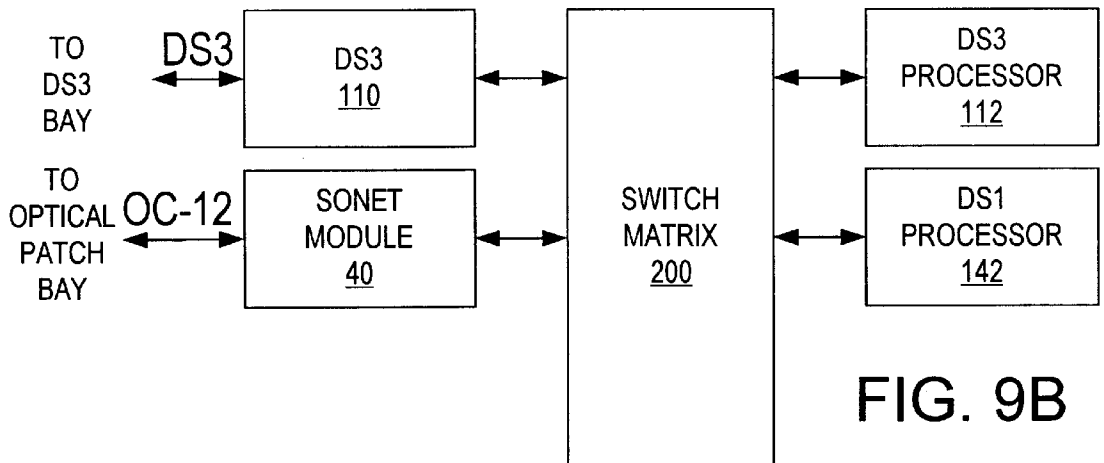 TO
DS3
BAY
DS3
DS3
110
DS3
PROCESSOR
112
TO
OPTICAL
PATCH
BAY
OC-12
SONET
MODULE
40
SWITCH
MATRIX
200
DS1
PROCESSOR
142
FIG. 9B